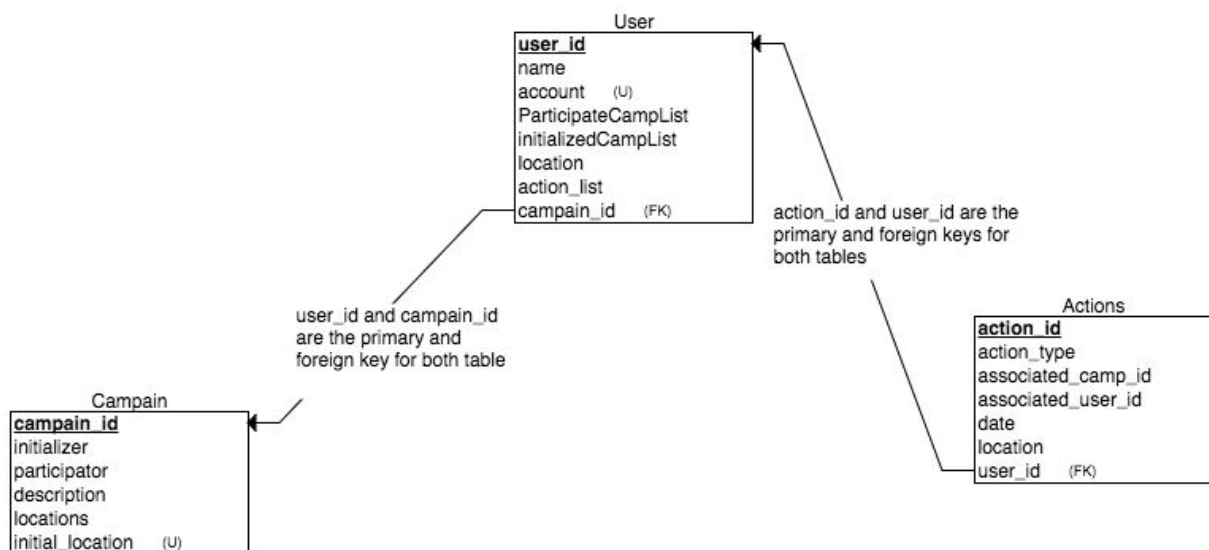 User
user_id
name
account (U)
ParticipateCampList
initializedCampList
location
action_list
campain_id (FK)
action_id and user_id are the
primary and foreign keys for
both tables
user_id and campain_id
are the primary and
foreign key for both table
Actions
action_id
action_type
associated_camp_id
associated_user_id
date
location
user_id (FK)
Campain
campain_id
initializer
participator
description
locations
initial_location (U)